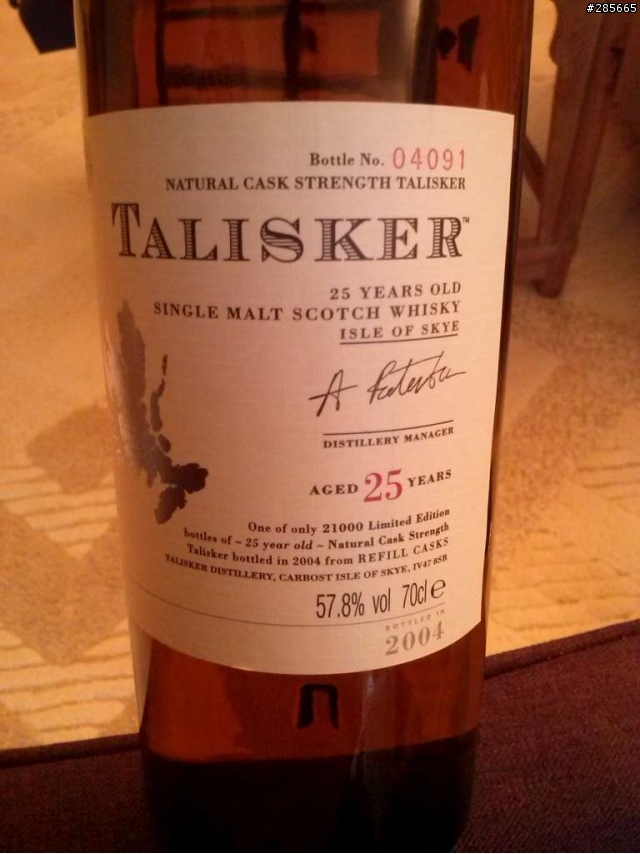 #285665
Bottle No. 04091
NATURAL CASK STRENGTH TALISKER
TALISKER™
25 YEARS OLD
SINGLE MALT SCOTCH WHISKY
ISLE OF SKYE
DISTILLERY MANAGER
AGED 25 YEARS
One of only 21000 Limited Edition
bottles of – 25 year old – Natural Cask Strength
Talisker bottled in 2004 from REFILL CASKS
TALISKER DISTILLERY, CARBOST ISLE OF SKYE, IV47 8SR
57.8% vol 70cl e
BOTTLED IN
2004